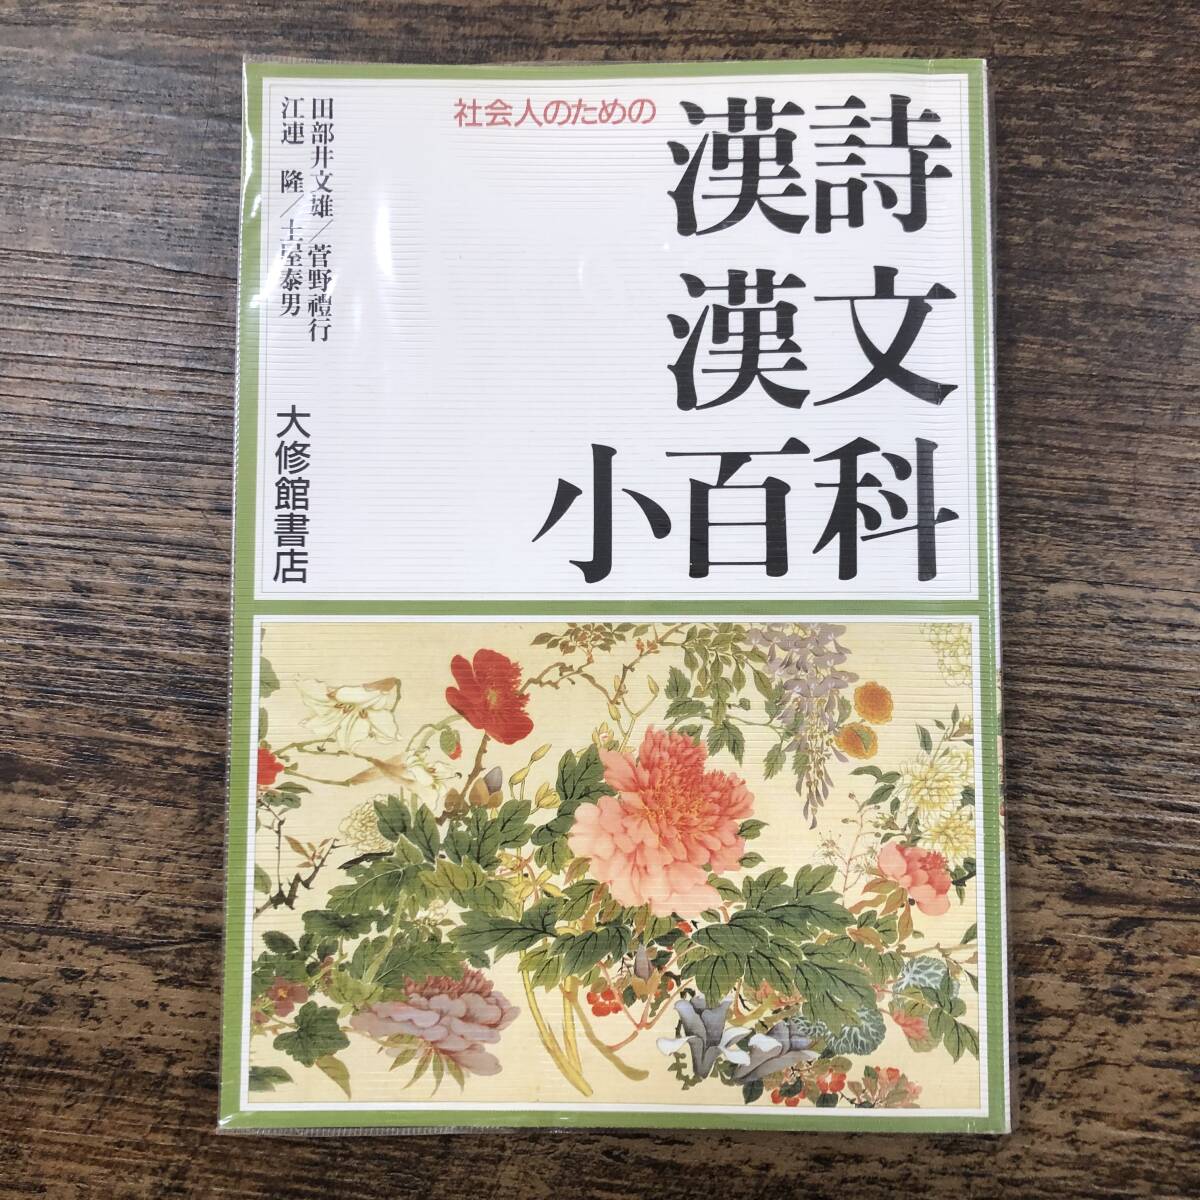 社会人のための
漢詩
漢文
小百科
田部井文雄／菅野禮行
江連　隆／土屋泰男
大修館書店